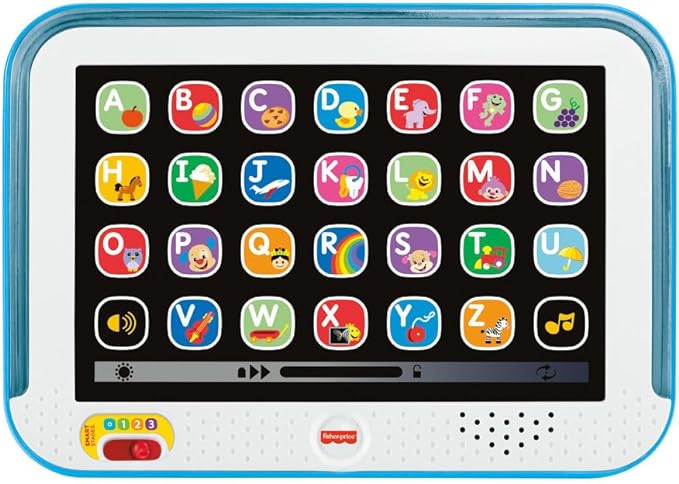 A B C D E F G
H I J K L M N
O P Q R S T U
V W X Y Z
0 1 2 3
SMART STAGES
Fisher-Price